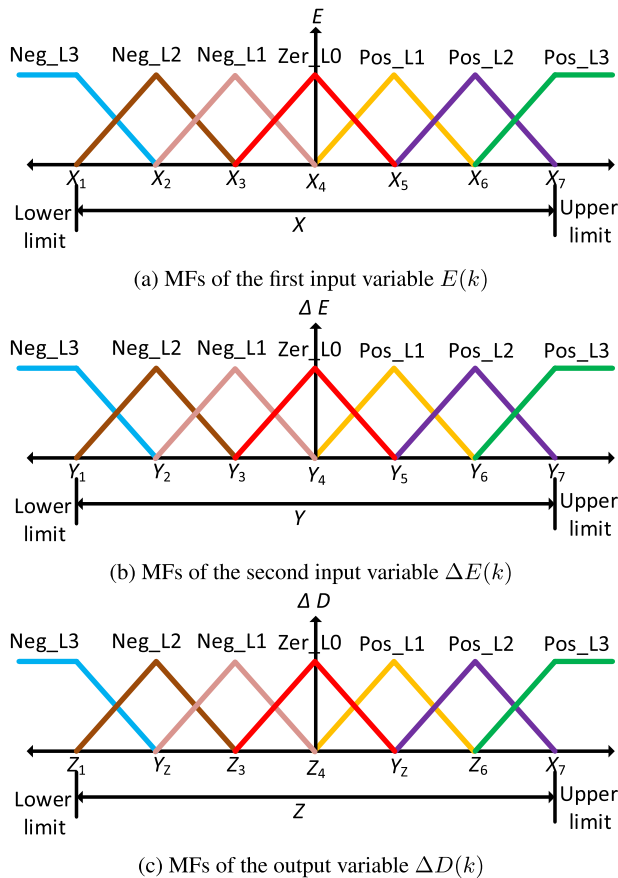 E
Neg_L3 Neg_L2 Neg_L1 Zer_L0 Pos_L1 Pos_L2 Pos_L3
X₁ X₂ X₃ X₄ X₅ X₆ X₇
Lower limit X Upper limit
(a) MFs of the first input variable E(k)
Δ E
Neg_L3 Neg_L2 Neg_L1 Zer_L0 Pos_L1 Pos_L2 Pos_L3
Y₁ Y₂ Y₃ Y₄ Y₅ Y₆ Y₇
Lower limit Y Upper limit
(b) MFs of the second input variable ΔE(k)
Δ D
Neg_L3 Neg_L2 Neg_L1 Zer_L0 Pos_L1 Pos_L2 Pos_L3
Z₁ Y_Z Z₃ Z₄ Y_Z Z₆ X₇
Lower limit Z Upper limit
(c) MFs of the output variable ΔD(k)